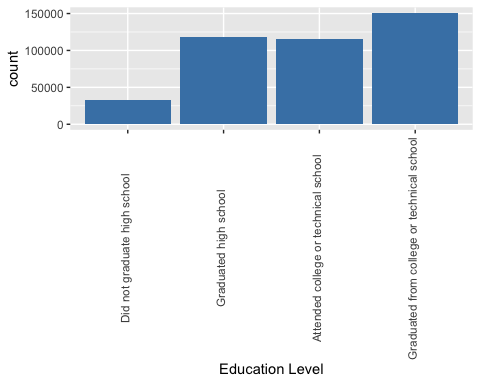 150000
100000
50000
0
count
Did not graduate high school
Graduated high school
Attended college or technical school
Graduated from college or technical school
Education Level